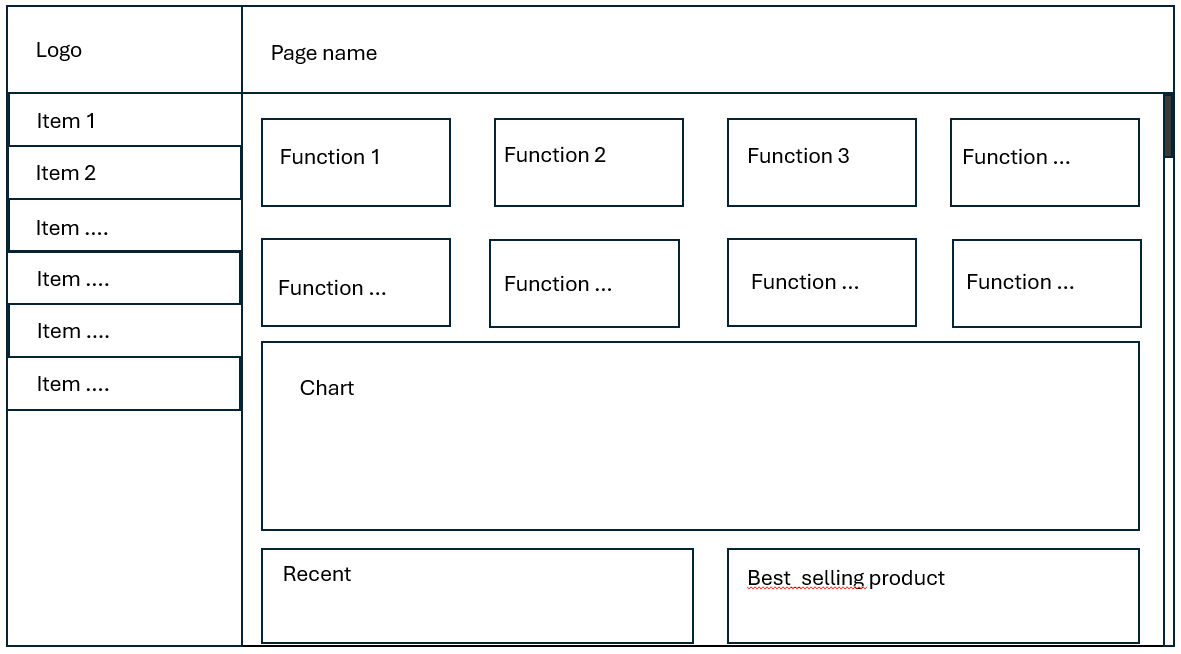 Logo
Page name
Item 1
Item 2
Item ....
Item ....
Item ....
Item ....
Function 1
Function 2
Function 3
Function ...
Function ...
Function ...
Function ...
Function ...
Chart
Recent
Best  selling product